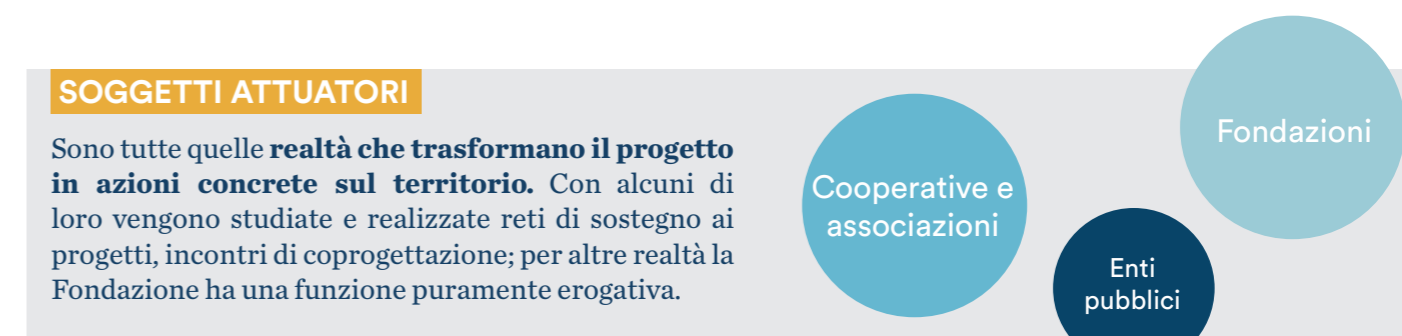 SOGGETTI ATTUATORI
Sono tutte quelle realtà che trasformano il progetto
in azioni concrete sul territorio. Con alcuni di
loro vengono studiate e realizzate reti di sostegno ai
progetti, incontri di coprogettazione; per altre realtà la
Fondazione ha una funzione puramente erogativa.
Cooperative e
associazioni
Fondazioni
Enti
pubblici